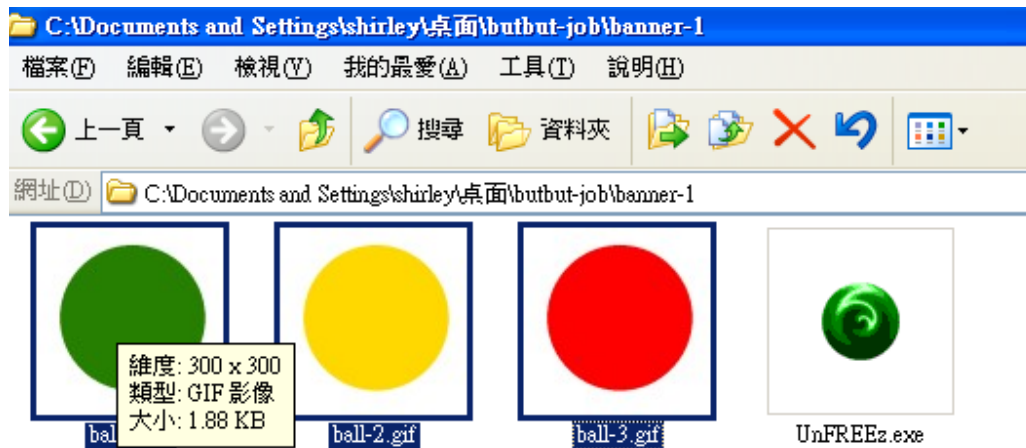 C:\Documents and Settings\shirley\桌面\butbut-job\banner-1
檔案(F) 編輯(E) 檢視(V) 我的最愛(A) 工具(T) 說明(H)
上一頁 搜尋 資料夾
網址(D) C:\Documents and Settings\shirley\桌面\butbut-job\banner-1
維度: 300 x 300
類型: GIF 影像
大小: 1.88 KB
ball-2.gif ball-3.gif UnFREEz.exe